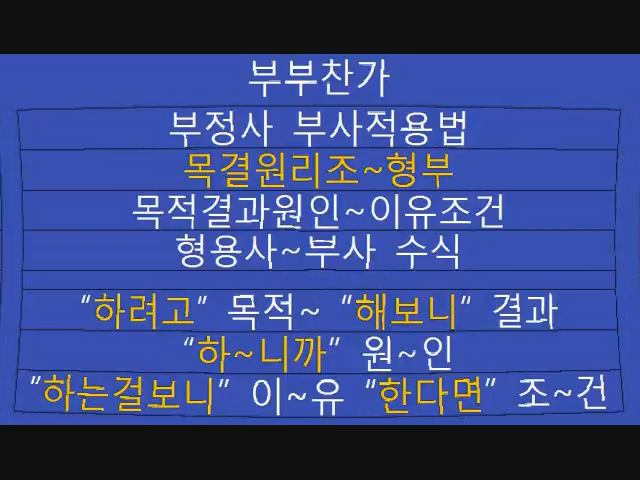 부부찬가
부정사 부사적용법
목결원리조~형부
목적결과원인~이유조건
형용사~부사 수식
"하려고" 목적~ "해보니" 결과
"하~니까" 원~인
"하는걸보니" 이~유 "한다면" 조~건